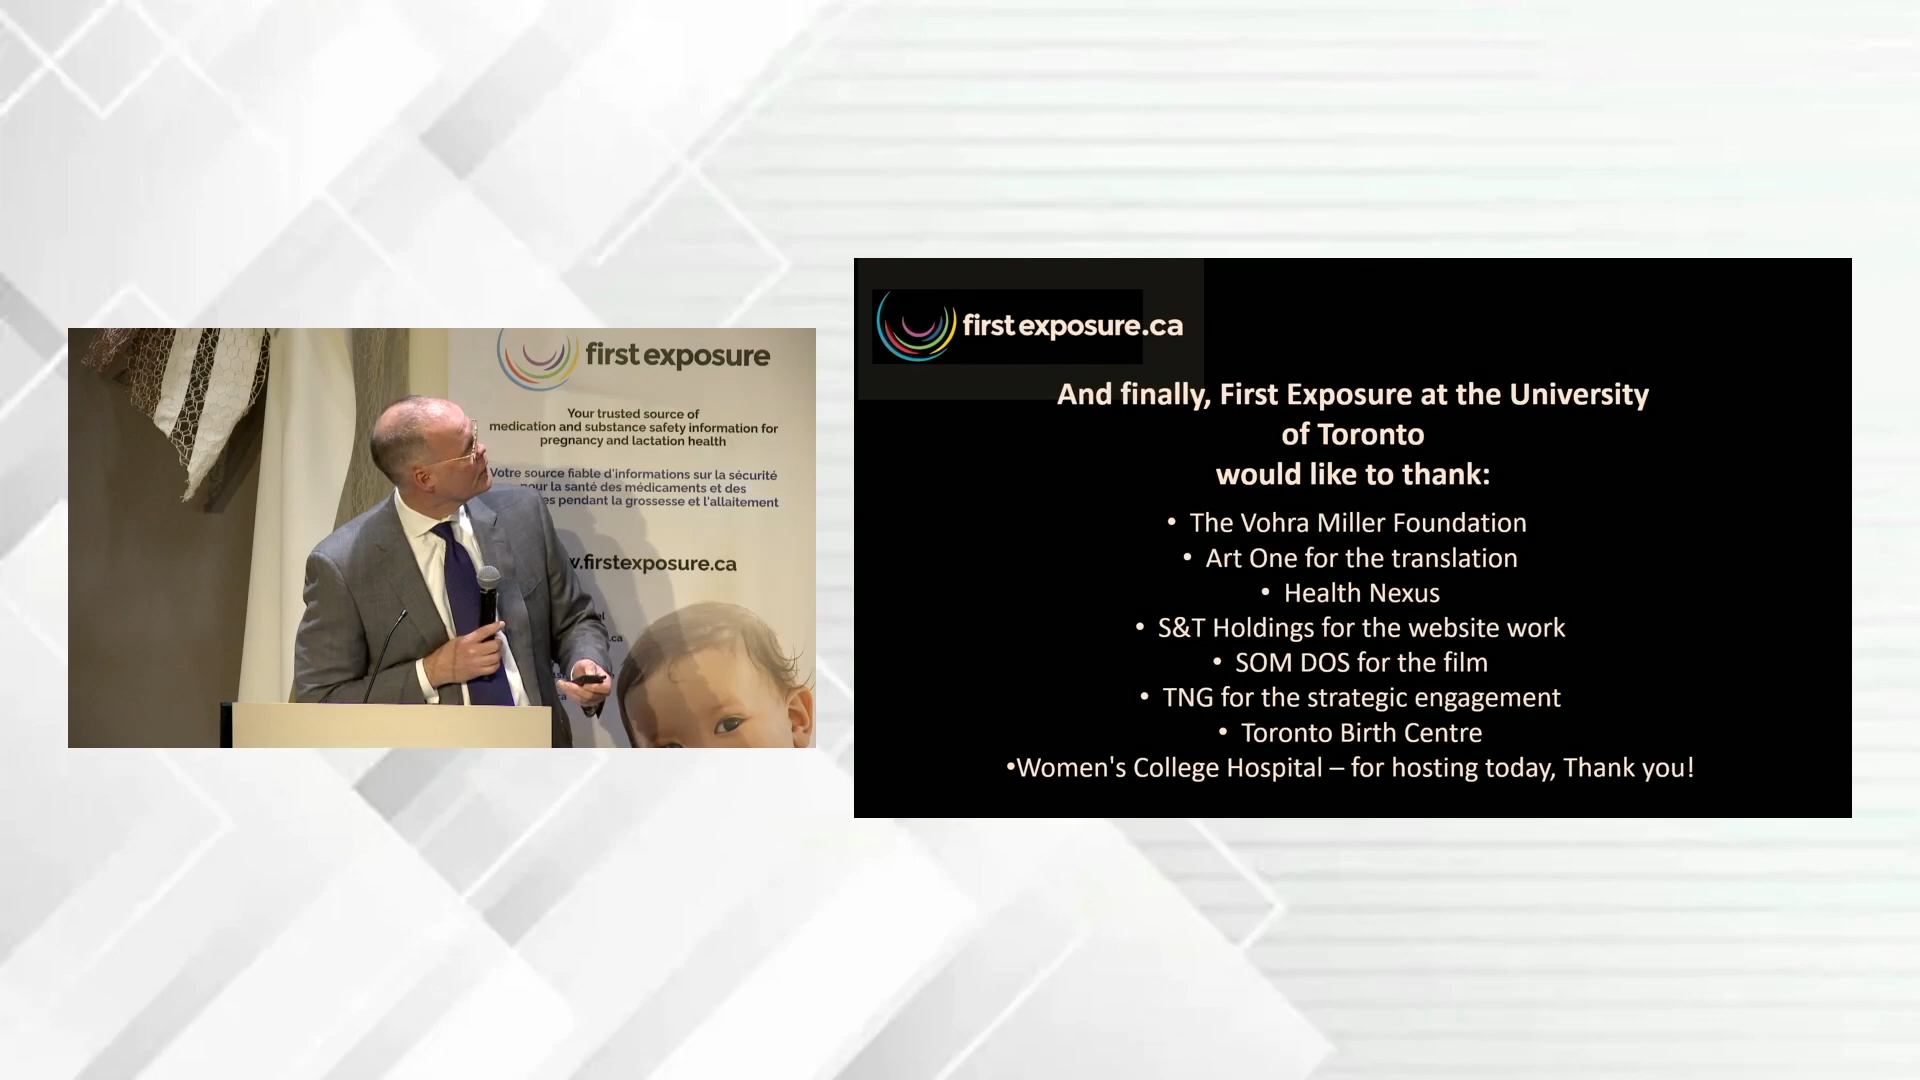 first exposure
Your trusted source of
medication and substance safety information for
pregnancy and lactation health
Votre source fiable d'informations sur la sécurité
pour la santé des médicaments et des
pendant la grossesse et l'allaitement
.firstexposure.ca
.ca
first exposure.ca
And finally, First Exposure at the University
of Toronto
would like to thank:
• The Vohra Miller Foundation
• Art One for the translation
• Health Nexus
• S&T Holdings for the website work
• SOM DOS for the film
• TNG for the strategic engagement
• Toronto Birth Centre
•Women's College Hospital – for hosting today, Thank you!